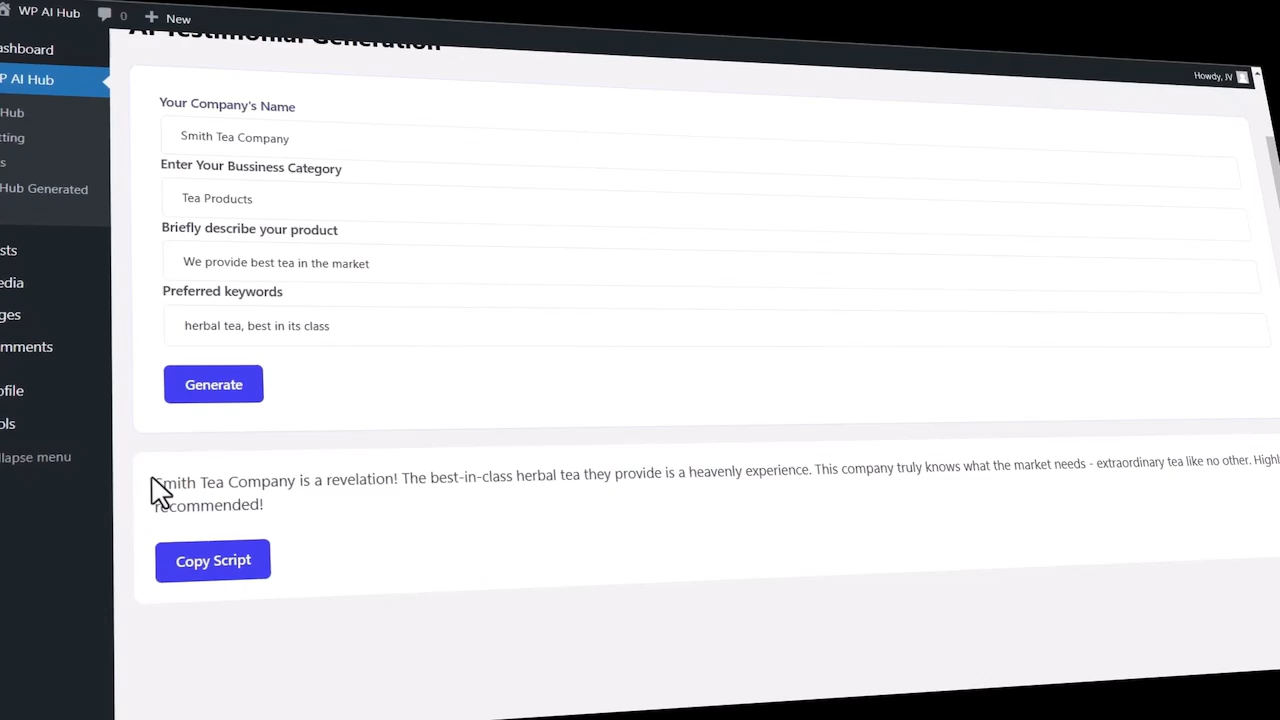 WP AI Hub
0
New
Howdy, JV
ashboard
P AI Hub
Hub
tting
s
Hub Generated
sts
edia
ges
mments
ofile
ols
llapse menu
AI Testimonial Generation
Your Company's Name
Smith Tea Company
Enter Your Bussiness Category
Tea Products
Briefly describe your product
We provide best tea in the market
Preferred keywords
herbal tea, best in its class
Generate
Smith Tea Company is a revelation! The best-in-class herbal tea they provide is a heavenly experience. This company truly knows what the market needs - extraordinary tea like no other. Highl
recommended!
Copy Script